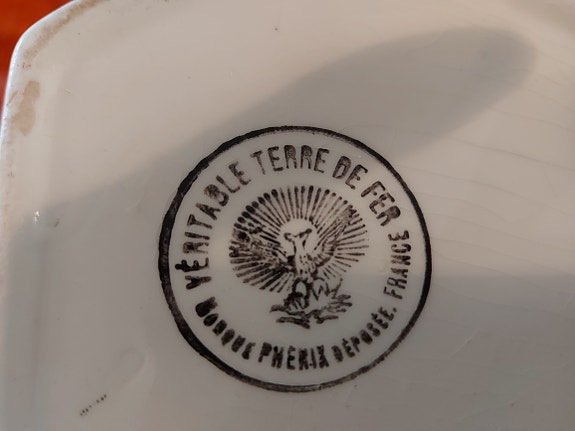 VÉRITABLE TERRE DE FER
MARQUE PHÉNIX DÉPOSÉE. FRANCE